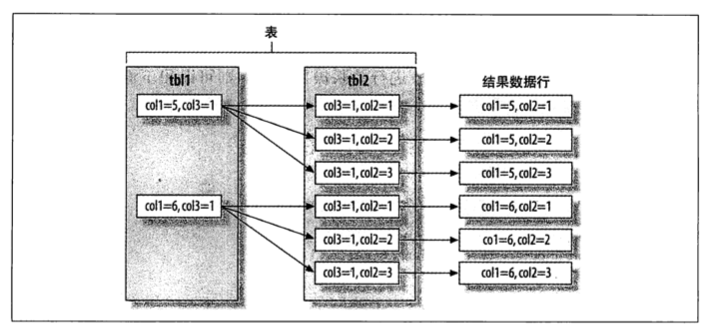 表
tbl1 tbl2 结果数据行
col1=5,col3=1 col3=1,col2=1 col1=5,col2=1
col3=1,col2=2 col1=5,col2=2
col3=1,col2=3 col1=5,col2=3
col1=6,col3=1 col3=1,col2=1 col1=6,col2=1
col3=1,col2=2 co1=6,col2=2
col3=1,col2=3 col1=6,col2=3